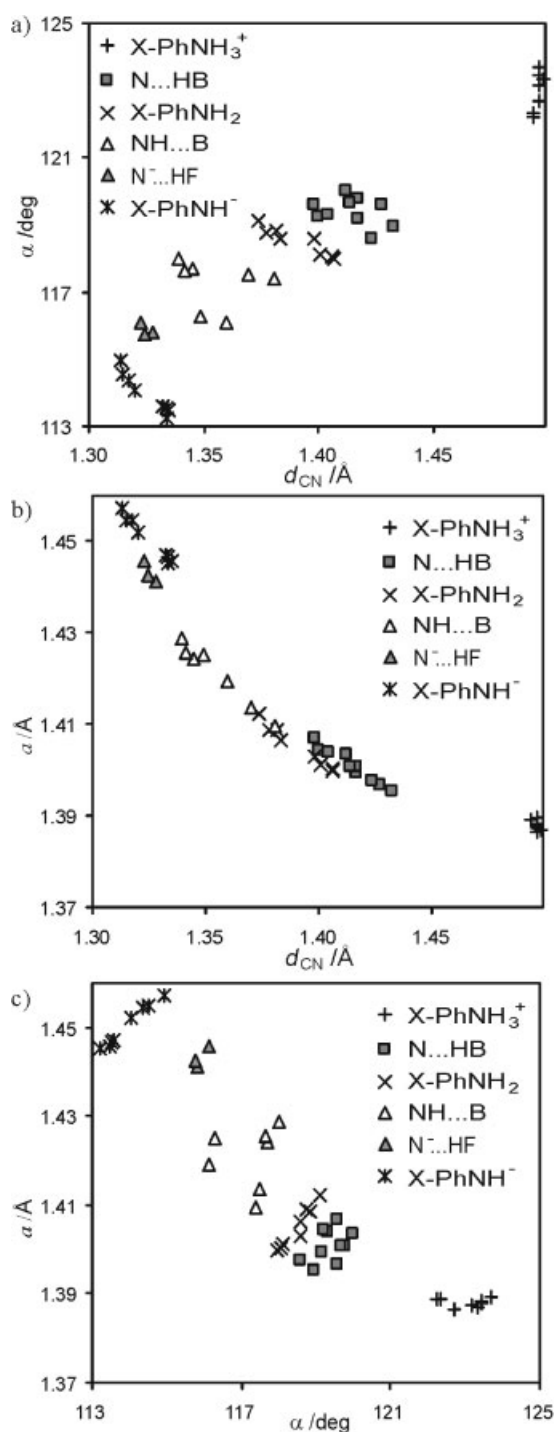 a)
125
121
117
113
α /deg
+ X-PhNH₃⁺
N...HB
× X-PhNH₂
NH...B
N⁻...HF
X-PhNH⁻
1.30 1.35 1.40 1.45
d_CN /Å
b)
1.45
1.43
1.41
1.39
1.37
a /Å
+ X-PhNH₃⁺
N...HB
× X-PhNH₂
NH...B
N⁻...HF
X-PhNH⁻
1.30 1.35 1.40 1.45
d_CN /Å
c)
1.45
1.43
1.41
1.39
1.37
a /Å
+ X-PhNH₃⁺
N...HB
× X-PhNH₂
NH...B
N⁻...HF
X-PhNH⁻
113 117 121 125
α /deg